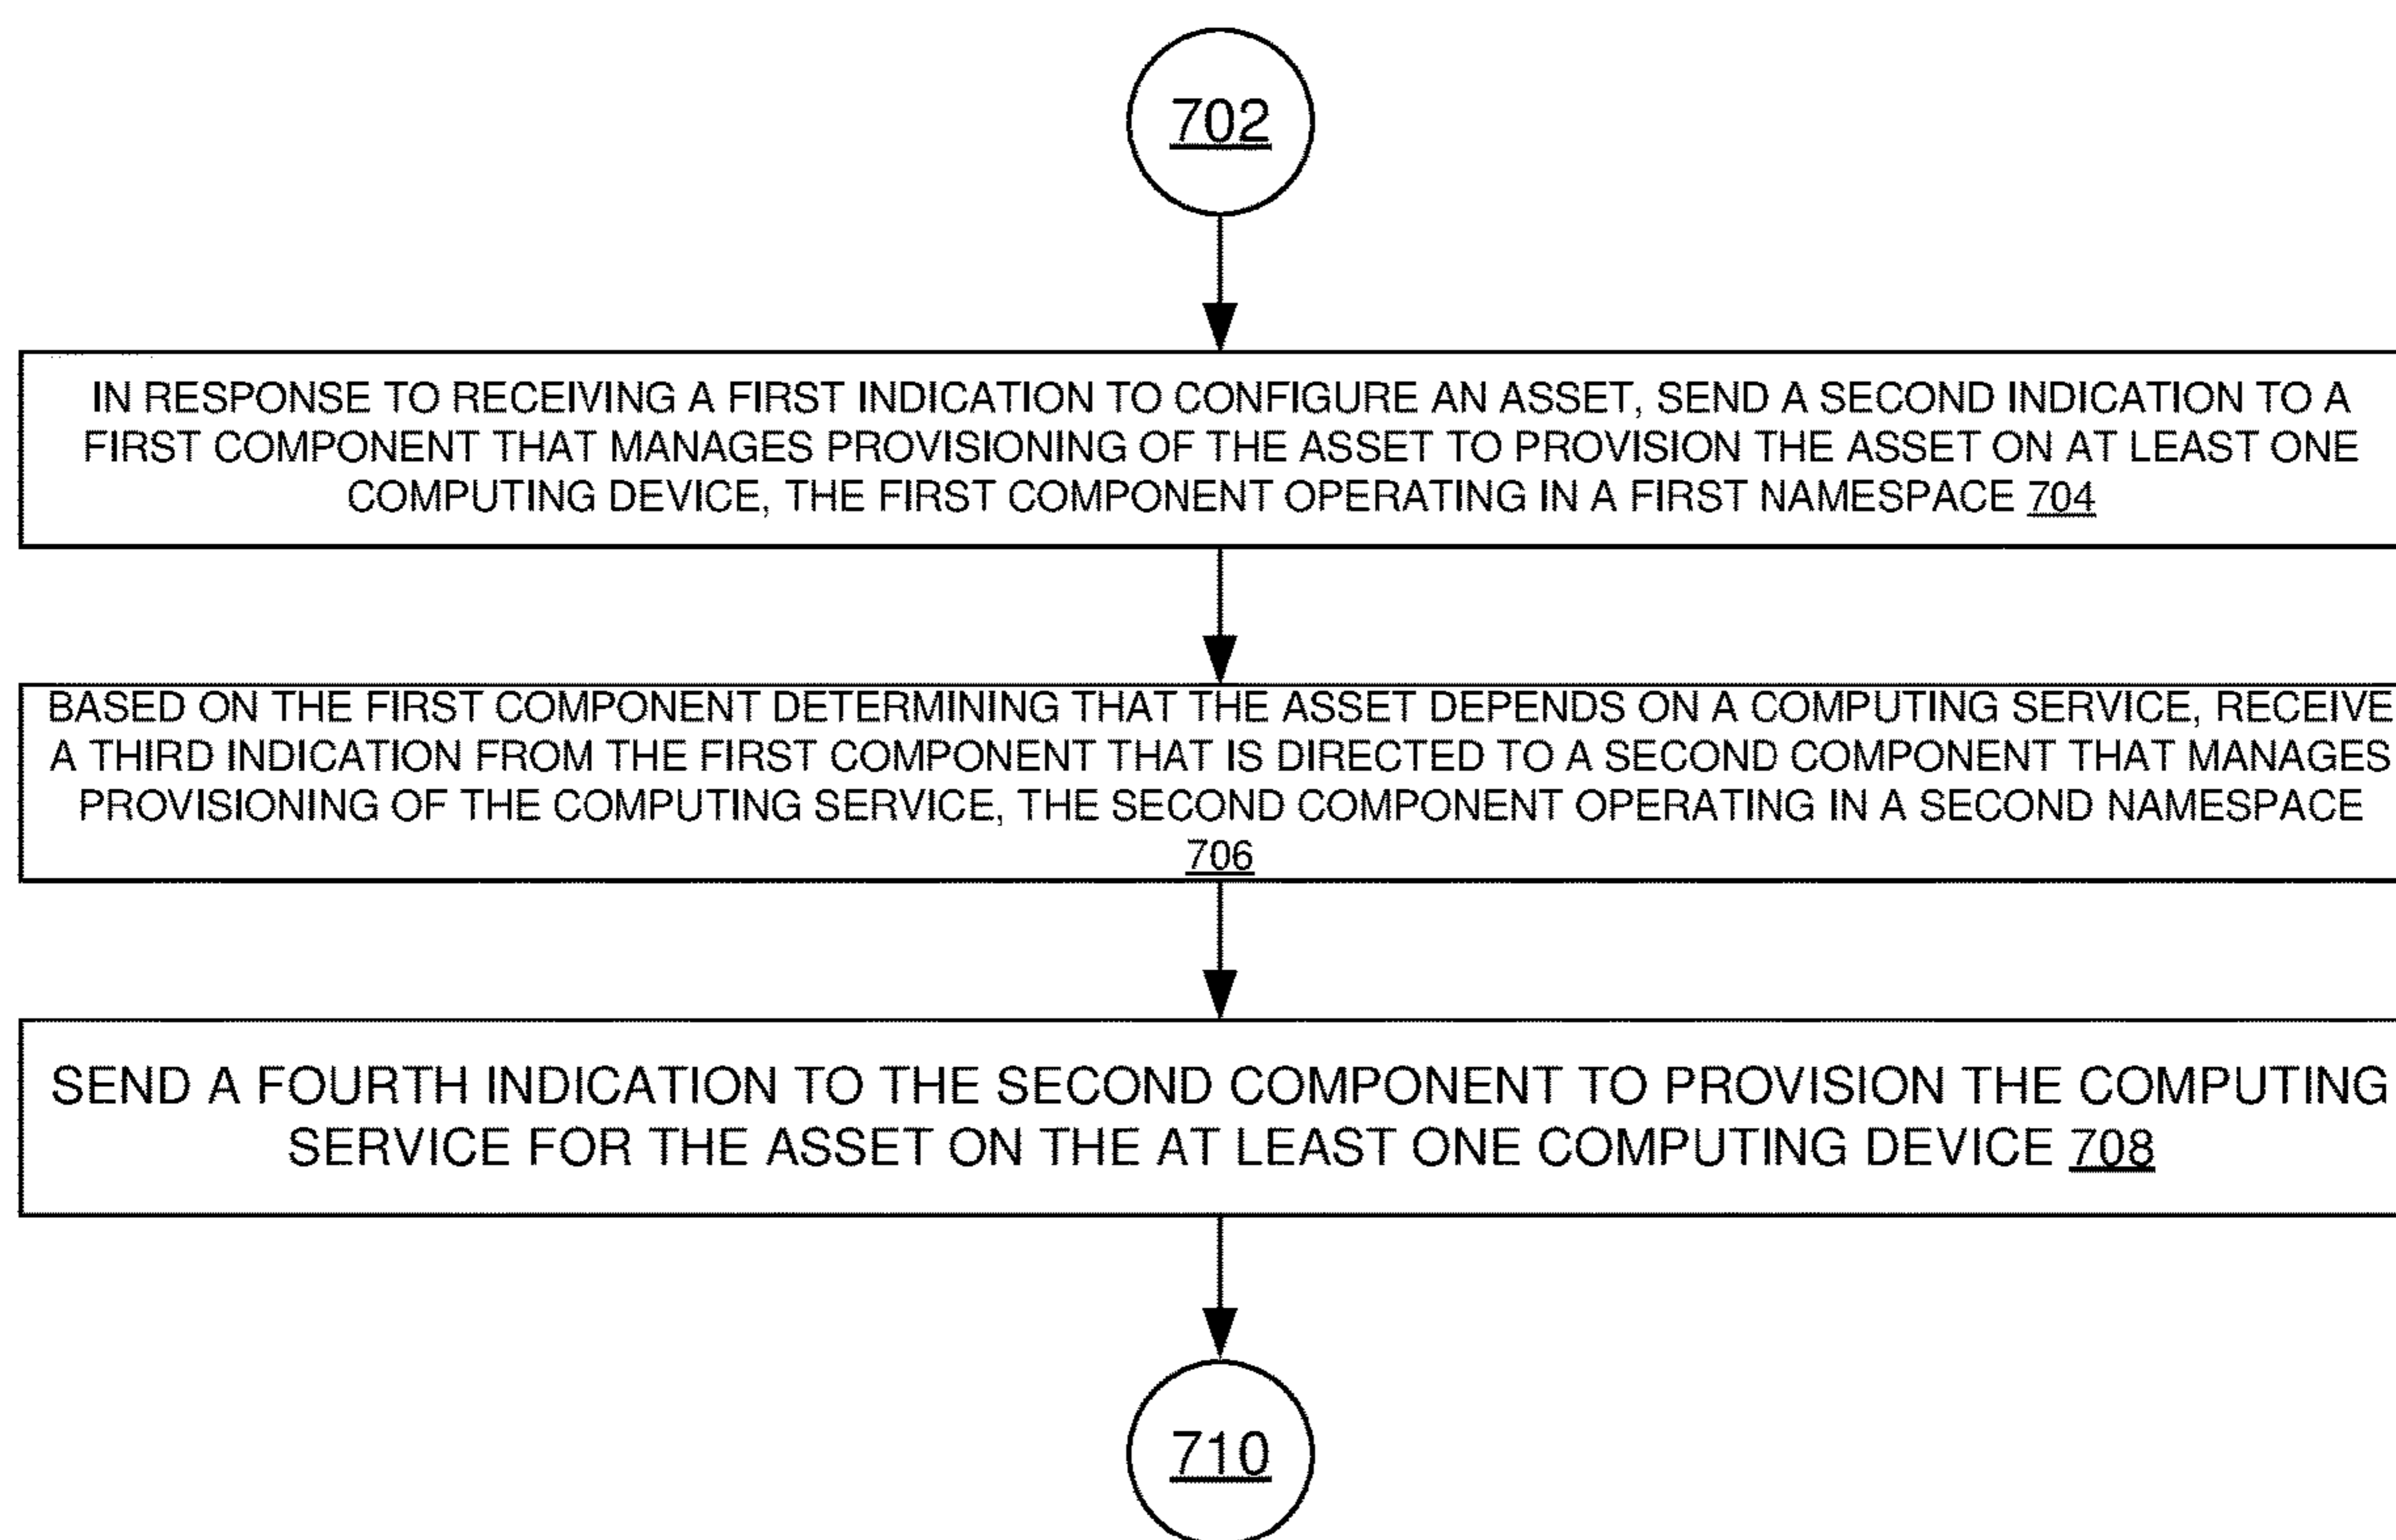 702
IN RESPONSE TO RECEIVING A FIRST INDICATION TO CONFIGURE AN ASSET, SEND A SECOND INDICATION TO A
FIRST COMPONENT THAT MANAGES PROVISIONING OF THE ASSET TO PROVISION THE ASSET ON AT LEAST ONE
COMPUTING DEVICE, THE FIRST COMPONENT OPERATING IN A FIRST NAMESPACE 704
BASED ON THE FIRST COMPONENT DETERMINING THAT THE ASSET DEPENDS ON A COMPUTING SERVICE, RECEIVE
A THIRD INDICATION FROM THE FIRST COMPONENT THAT IS DIRECTED TO A SECOND COMPONENT THAT MANAGES
PROVISIONING OF THE COMPUTING SERVICE, THE SECOND COMPONENT OPERATING IN A SECOND NAMESPACE
706
SEND A FOURTH INDICATION TO THE SECOND COMPONENT TO PROVISION THE COMPUTING
SERVICE FOR THE ASSET ON THE AT LEAST ONE COMPUTING DEVICE 708
710